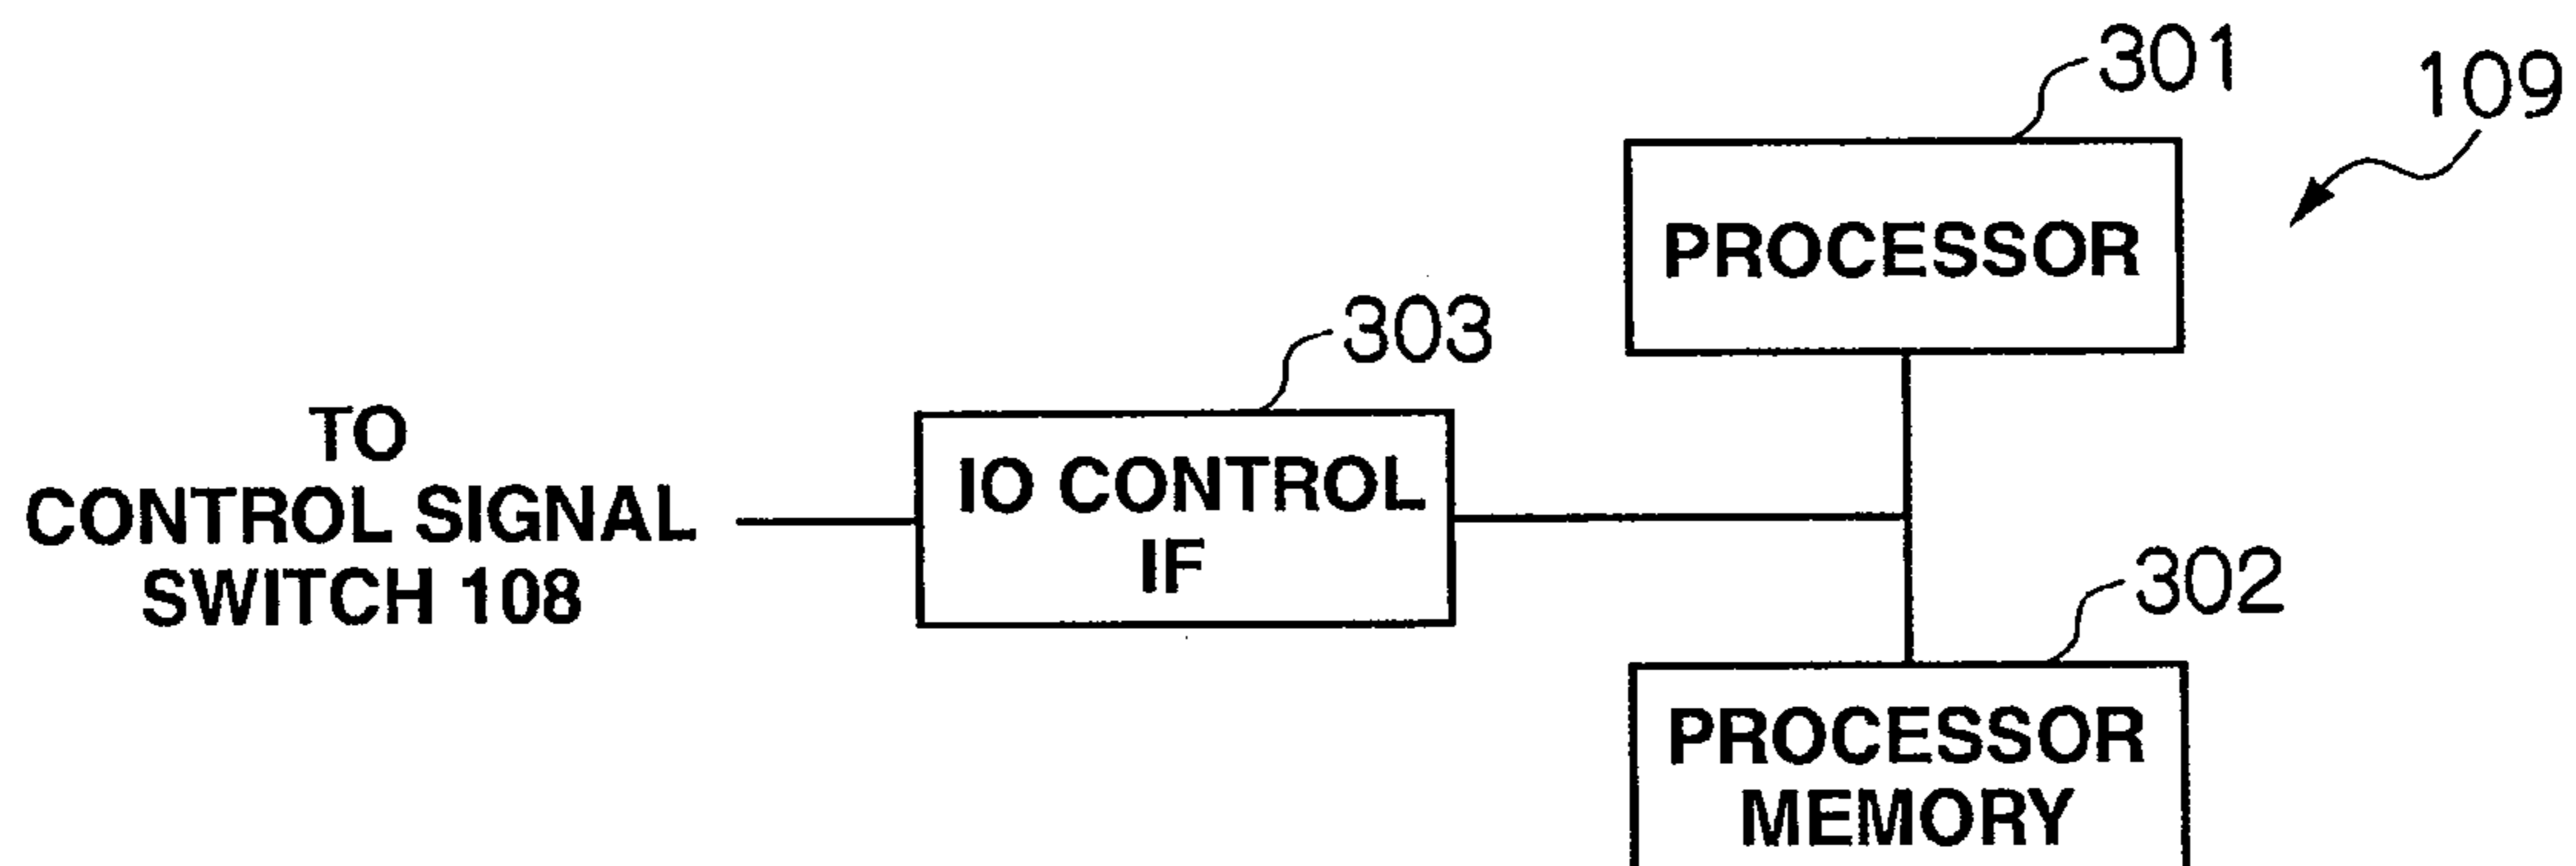 301
109
PROCESSOR
303
TO
CONTROL SIGNAL
SWITCH 108
IO CONTROL
IF
302
PROCESSOR
MEMORY